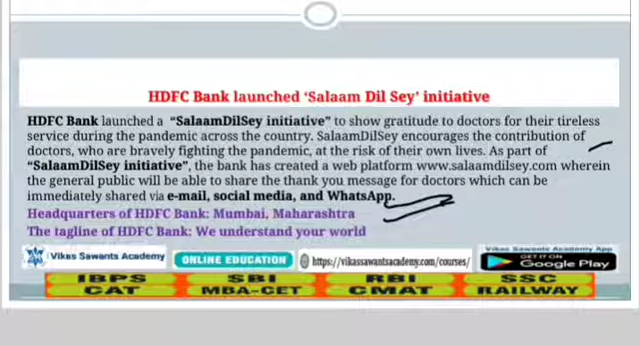 HDFC Bank launched 'Salaam Dil Sey' initiative
HDFC Bank launched a "SalaamDilSey initiative" to show gratitude to doctors for their tireless
service during the pandemic across the country. SalaamDilSey encourages the contribution of
doctors, who are bravely fighting the pandemic, at the risk of their own lives. As part of
"SalaamDilSey initiative", the bank has created a web platform www.salaamdilsey.com wherein
the general public will be able to share the thank you message for doctors which can be
immediately shared via e-mail, social media, and WhatsApp.
Headquarters of HDFC Bank: Mumbai, Maharashtra
The tagline of HDFC Bank: We understand your world
Vikas Sawants Academy
ONLINE EDUCATION
https://vikassawantsacademy.com/courses/
Vikas Sawants Academy App
GET IT ON
Google Play
IBPS SBI RBI SSC
CAT MBA-CET CMAT RAILWAY